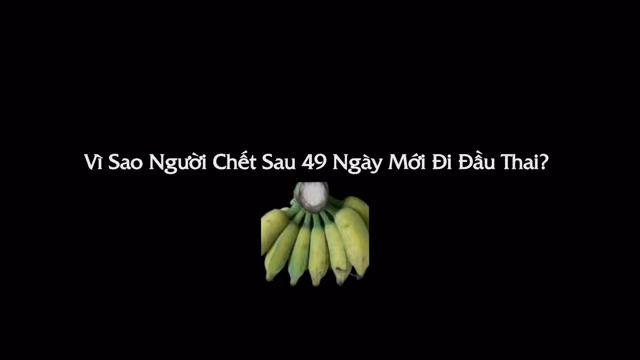 Vì Sao Người Chết Sau 49 Ngày Mới Đi Đầu Thai?